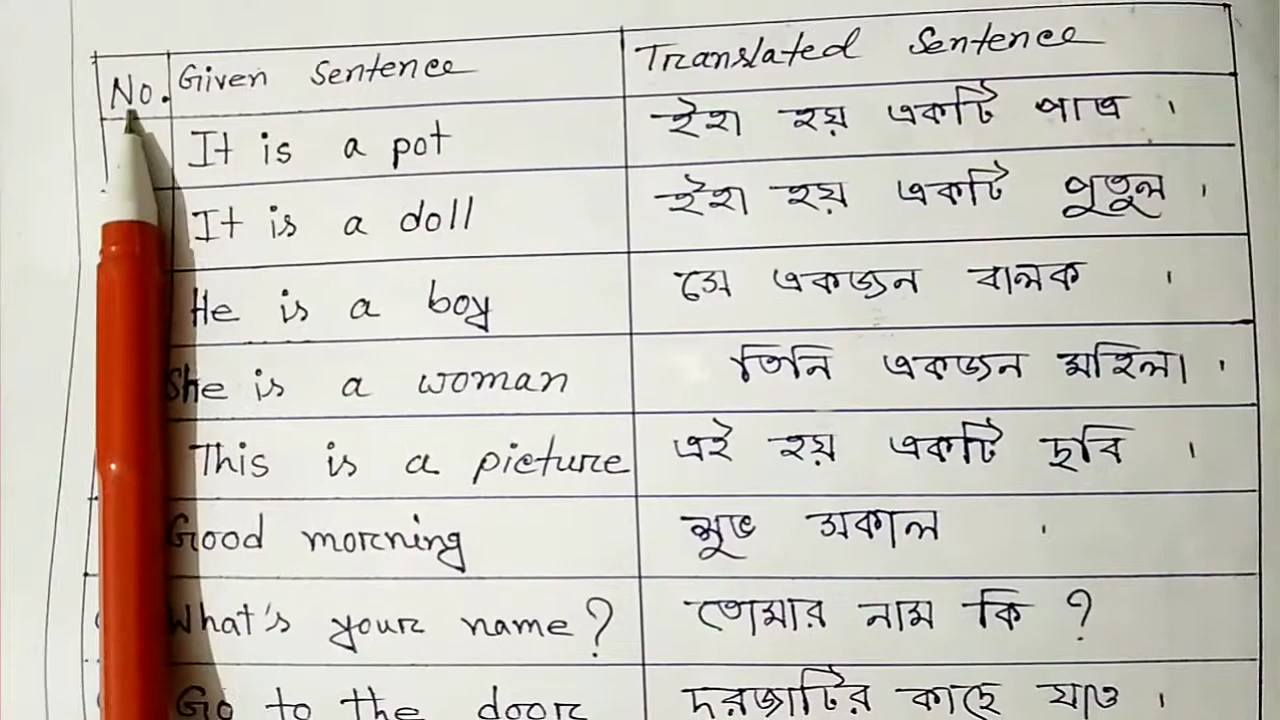 No. Given Sentence Translated Sentence
It is a pot ইহা হয় একটি পাত্র ।
It is a doll ইহা হয় একটি পুতুল ।
He is a boy সে একজন বালক ।
She is a woman তিনি একজন মহিলা ।
This is a picture এই হয় একটি ছবি ।
Good morning শুভ সকাল ।
What's your name? তোমার নাম কি ?
Go to the door দরজাটির কাছে যাও ।